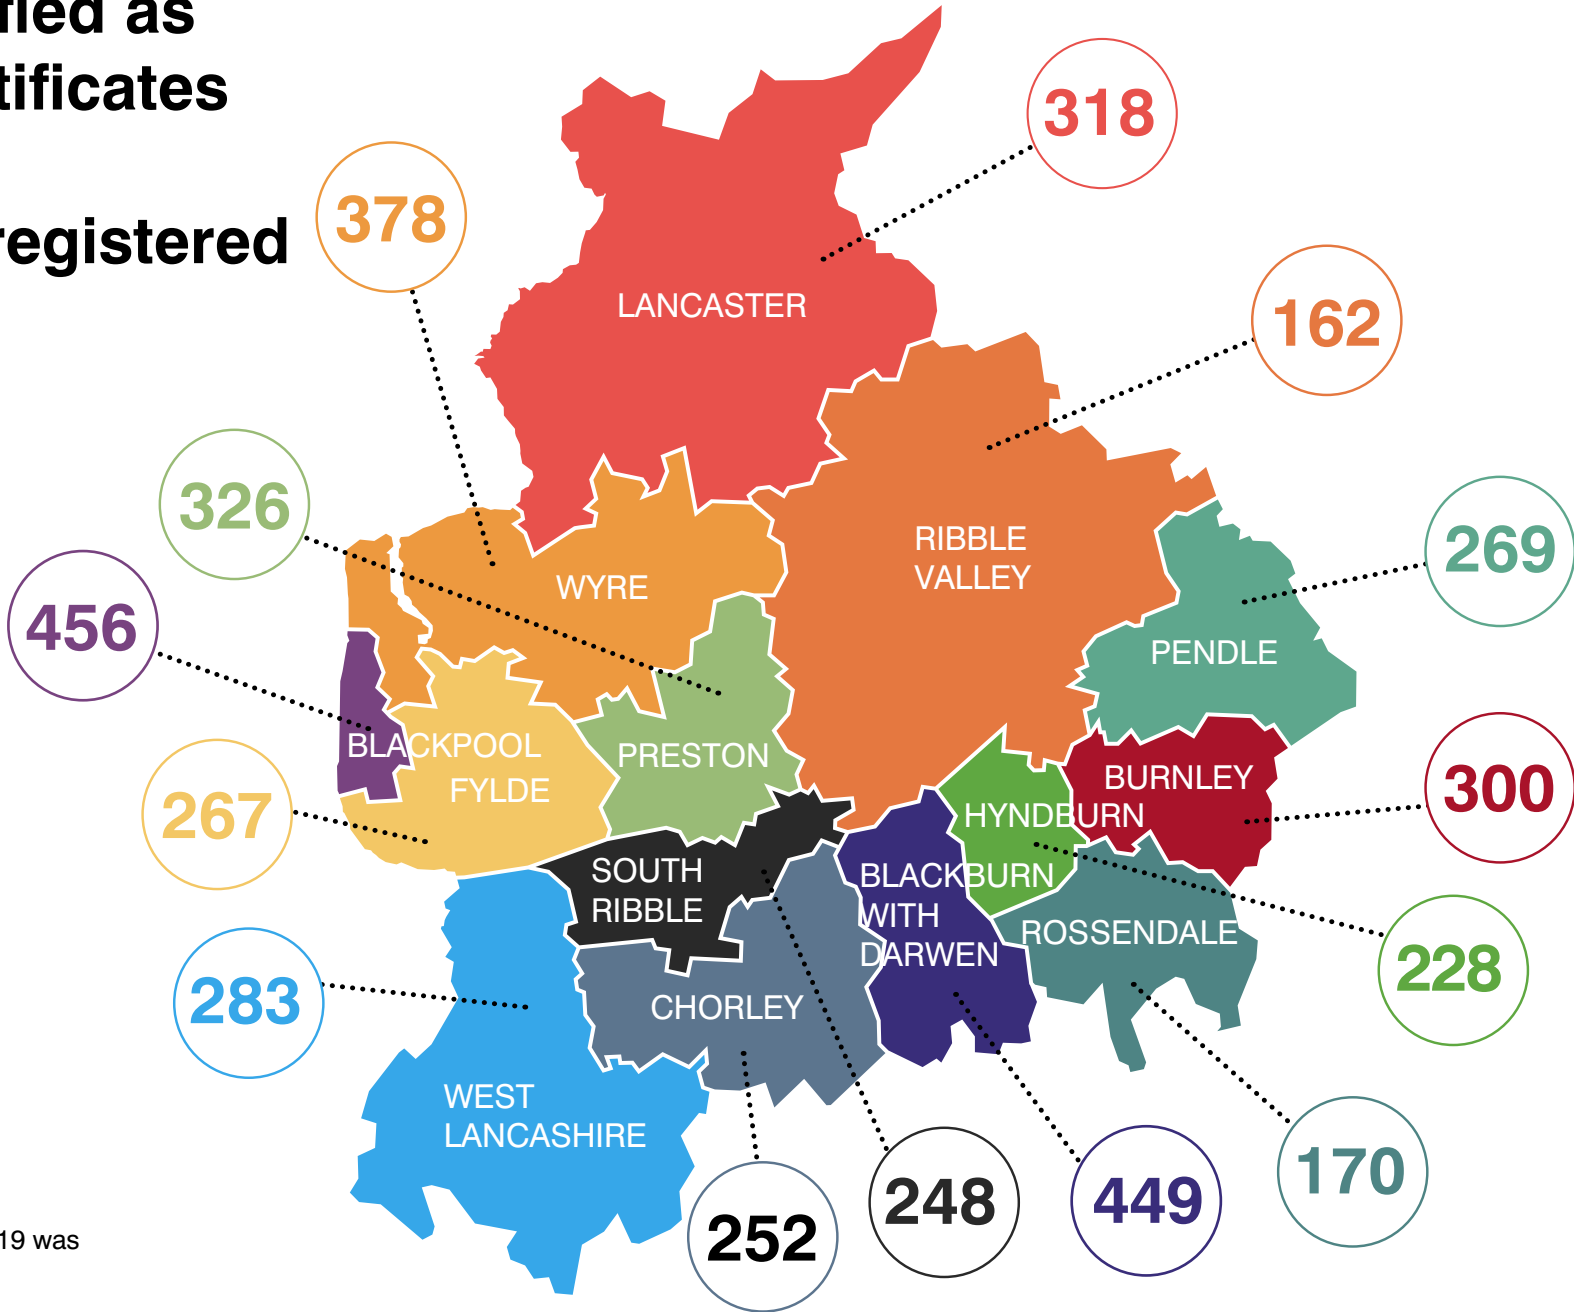 fied as
tificates
registered
318
378
LANCASTER
162
326
RIBBLE
VALLEY
269
WYRE
456
PENDLE
BLACKPOOL
PRESTON
FYLDE
BURNLEY
300
267
HYNDBURN
SOUTH
RIBBLE
BLACKBURN
WITH
DARWEN
ROSSENDALE
228
283
CHORLEY
WEST
LANCASHIRE
170
248
449
252
19 was